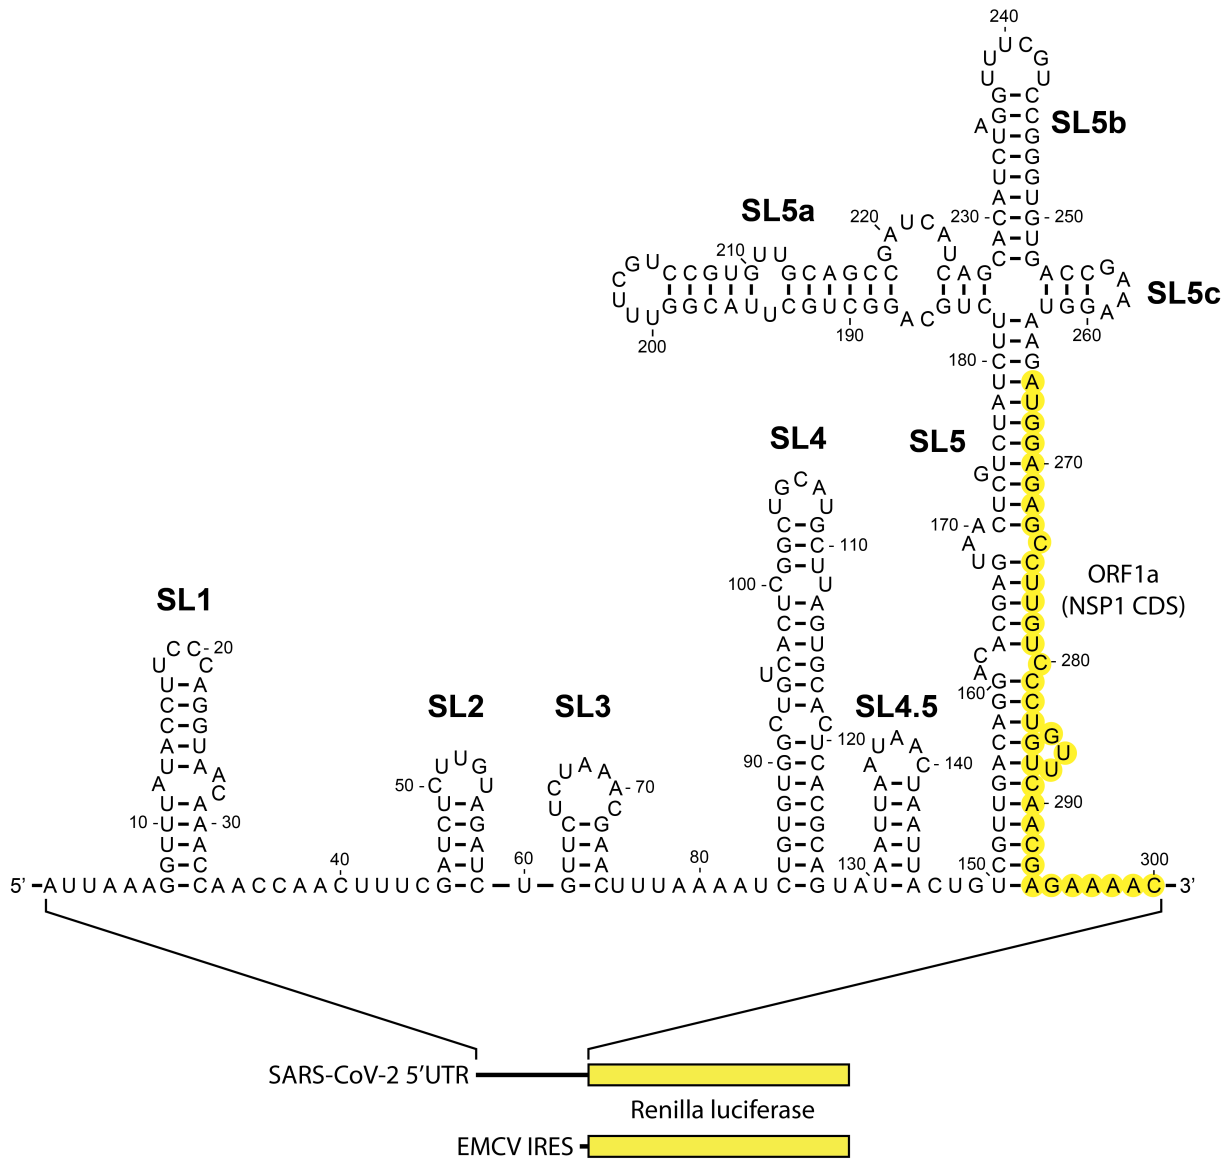 240
U U U C G U
G C
G C
A U G
C G
U G
A U
230 C G 250
A U
C G
SL5b
SL5a
220 G A U C A U
210
C G U C C G U G U U G C A G C C C A G
U U U G G C A U U C G U C G G A C G U C
200
190
A C C G A
U G G A A
260
SL5c
U A
U A
180 C G
U A
A U
U G
C G
U A 270
G C G
U A
170 A C G
A C
U G C
A U
G U
C G
A U
C C 280
A G C
160 G C
A U G
C G U
A U U
G C
U A 290
U A
G C
C G
150
SL5
ORF1a
(NSP1 CDS)
SL4
G C A
U U
C G
G C 110
G U
100 C U
U A
C G
A U
C G
U G C
U A
C C
G U
90 G C
U A
G C
U G
G C
U A
SL4.5
120 U A A
A C 140
A U
U A
U A
A U
A U
130
SL1
C C 20
U C
U A
C G
C G
A U
U A A
A C
U A
10 U A 30
U A
G C
SL2
U U G
50 C U
U A
C G
U A
A U
SL3
U A A A 70
C C
U G
C A
U A
U A
40
60
80
300
5’ A U U A A A G C A A C C A A C U U U C G C U G C U U U A A A A U C G U A U A C U G U A G A A A A C 3’
SARS-CoV-2 5’UTR
Renilla luciferase
EMCV IRES